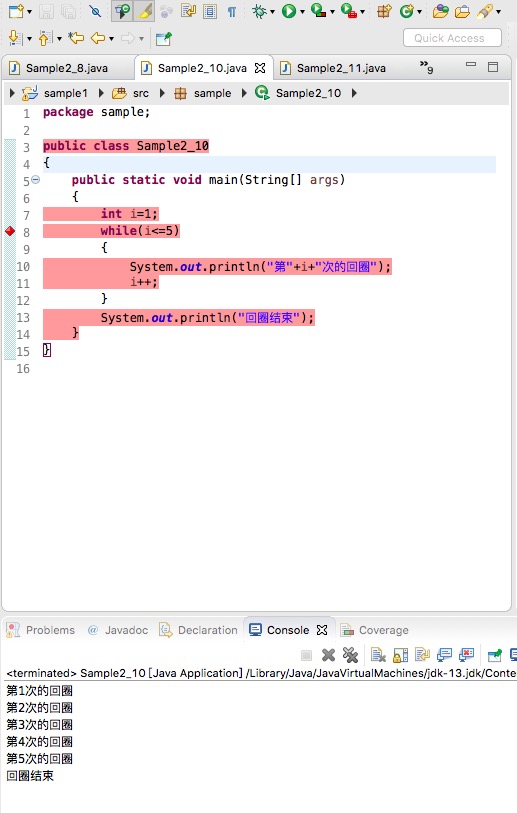 Quick Access
Sample2_8.java Sample2_10.java Sample2_11.java »9
sample1 src sample Sample2_10
1 package sample;
2
3 public class Sample2_10
4 {
5 public static void main(String[] args)
6 {
7 int i=1;
8 while(i<=5)
9 {
10 System.out.println("第"+i+"次的回圈");
11 i++;
12 }
13 System.out.println("回圈结束");
14 }
15 }
16
Problems @ Javadoc Declaration Console Coverage
<terminated> Sample2_10 [Java Application] /Library/Java/JavaVirtualMachines/jdk-13.jdk/Conte
第1次的回圈
第2次的回圈
第3次的回圈
第4次的回圈
第5次的回圈
回圈结束